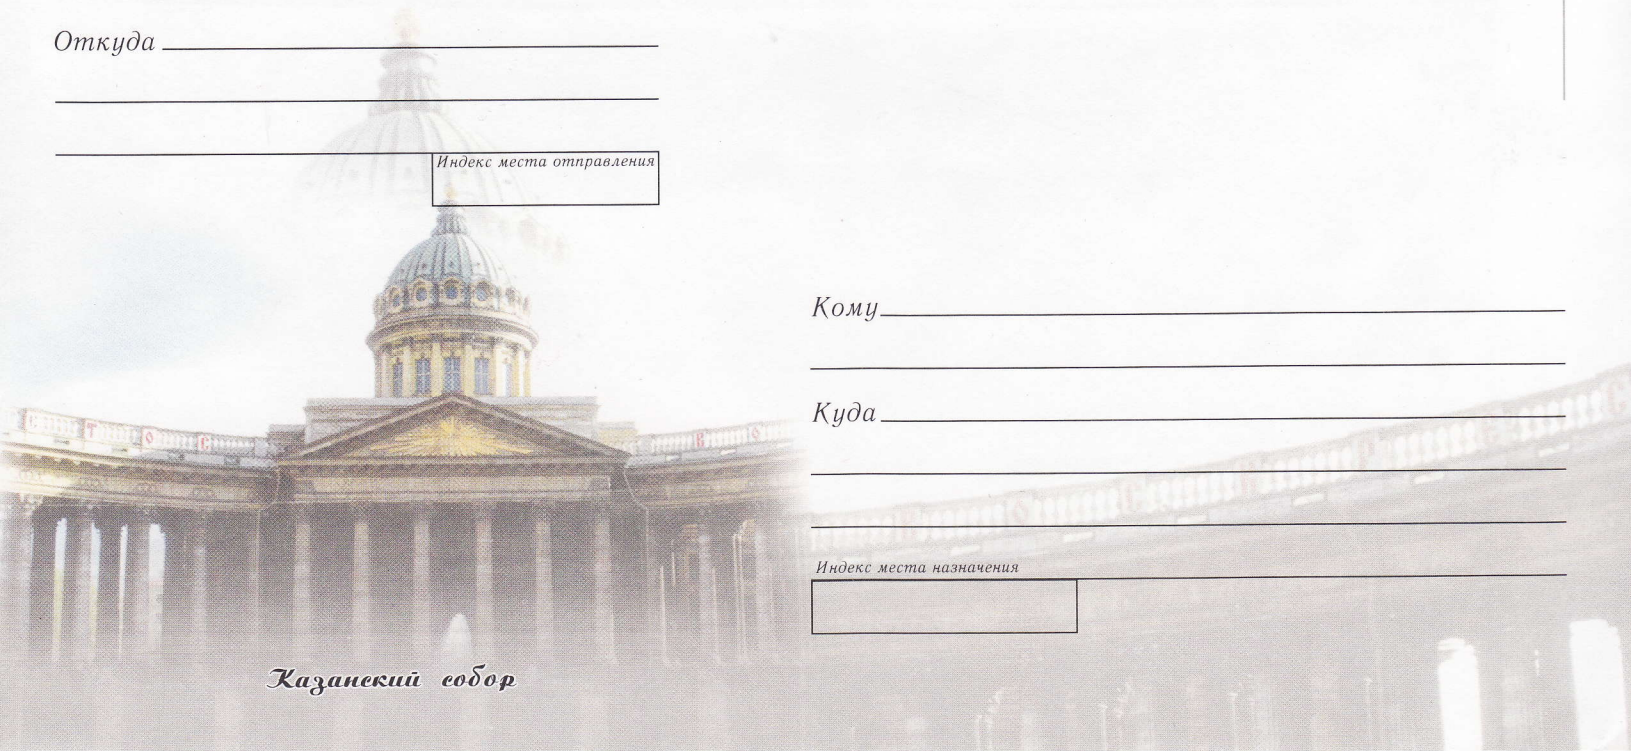 Откуда
Индекс места отправления
Кому
Куда
Индекс места назначения
Казанский собор